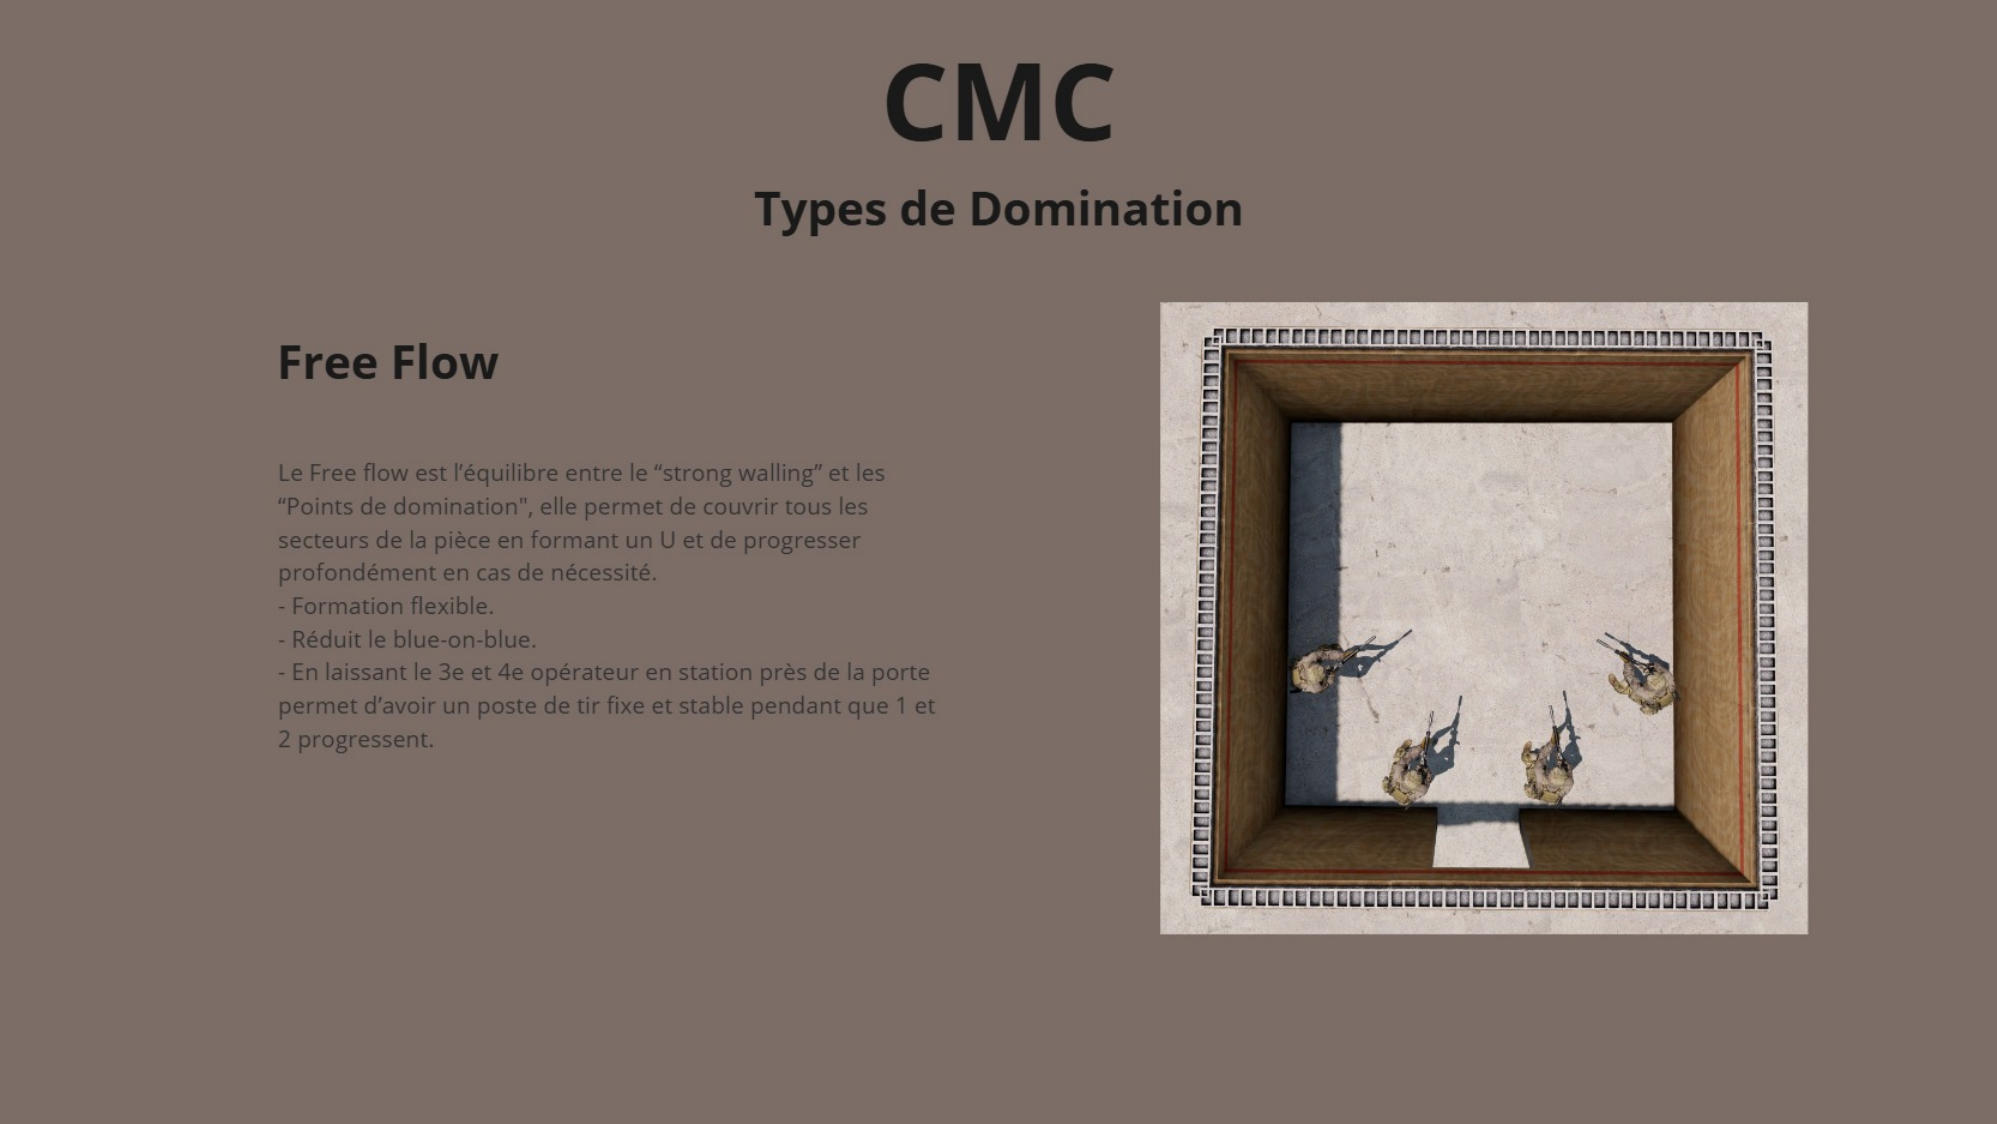 CMC
Types de Domination
Free Flow
Le Free flow est l’équilibre entre le “strong walling” et les
“Points de domination", elle permet de couvrir tous les
secteurs de la pièce en formant un U et de progresser
profondément en cas de nécessité.
- Formation flexible.
- Réduit le blue-on-blue.
- En laissant le 3e et 4e opérateur en station près de la porte
permet d’avoir un poste de tir fixe et stable pendant que 1 et
2 progressent.